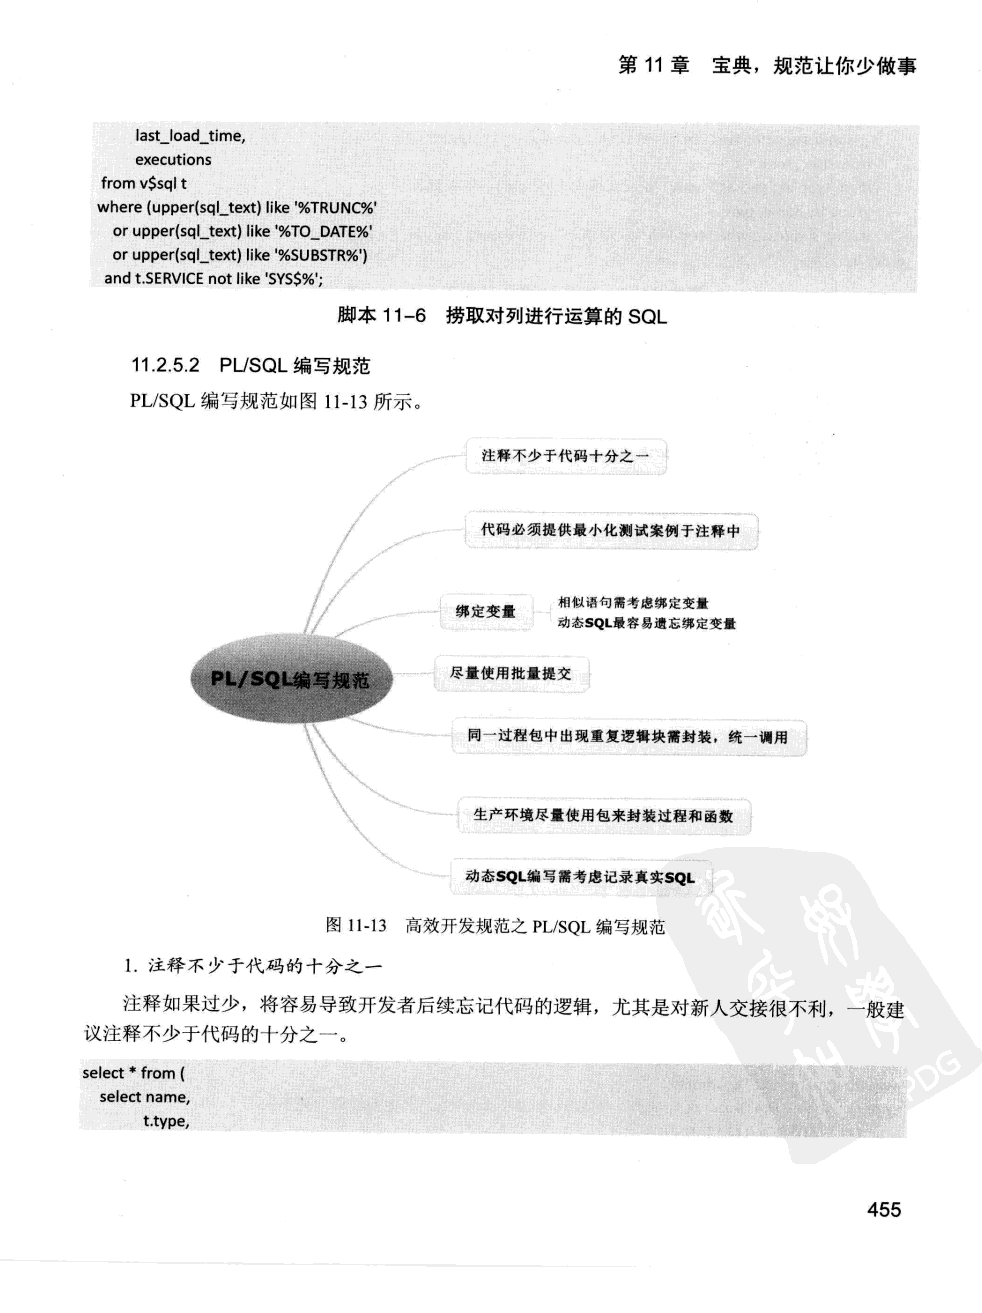 第 11 章　宝典，规范让你少做事
last_load_time,
executions
from v$sql t
where (upper(sql_text) like '%TRUNC%'
or upper(sql_text) like '%TO_DATE%'
or upper(sql_text) like '%SUBSTR%')
and t.SERVICE not like 'SYS$%';
脚本 11-6　捞取对列进行运算的 SQL
11.2.5.2　PL/SQL 编写规范
PL/SQL 编写规范如图 11-13 所示。
注释不少于代码十分之一
代码必须提供最小化测试案例于注释中
绑定变量
相似语句需考虑绑定变量
动态SQL最容易遗忘绑定变量
PL/SQL编写规范
尽量使用批量提交
同一过程包中出现重复逻辑块需封装，统一调用
生产环境尽量使用包来封装过程和函数
动态SQL编写需考虑记录真实SQL
图 11-13　高效开发规范之 PL/SQL 编写规范
1. 注释不少于代码的十分之一
注释如果过少，将容易导致开发者后续忘记代码的逻辑，尤其是对新人交接很不利，一般建
议注释不少于代码的十分之一。
select * from (
select name,
t.type,
PDG
455